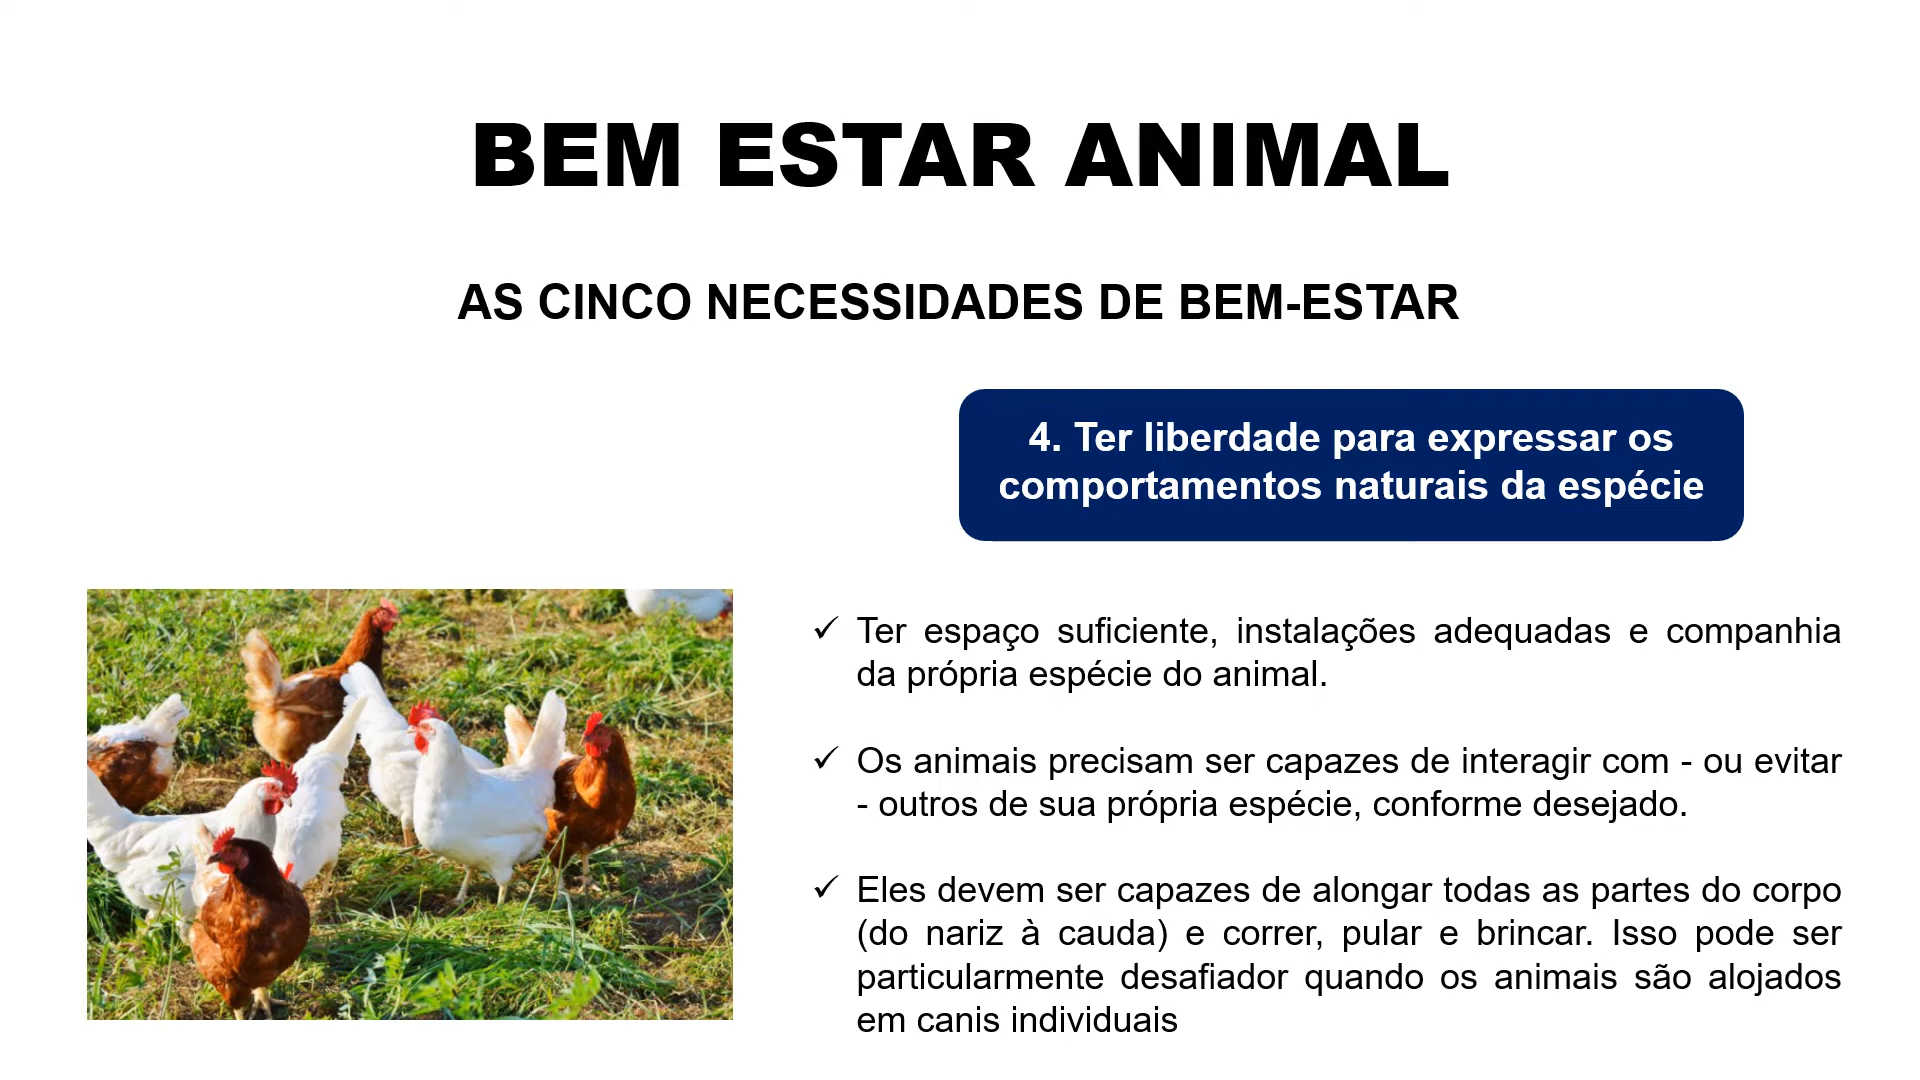 BEM ESTAR ANIMAL
AS CINCO NECESSIDADES DE BEM-ESTAR
4. Ter liberdade para expressar os
comportamentos naturais da espécie
✓ Ter espaço suficiente, instalações adequadas e companhia
da própria espécie do animal.
✓ Os animais precisam ser capazes de interagir com - ou evitar
- outros de sua própria espécie, conforme desejado.
✓ Eles devem ser capazes de alongar todas as partes do corpo
(do nariz à cauda) e correr, pular e brincar. Isso pode ser
particularmente desafiador quando os animais são alojados
em canis individuais